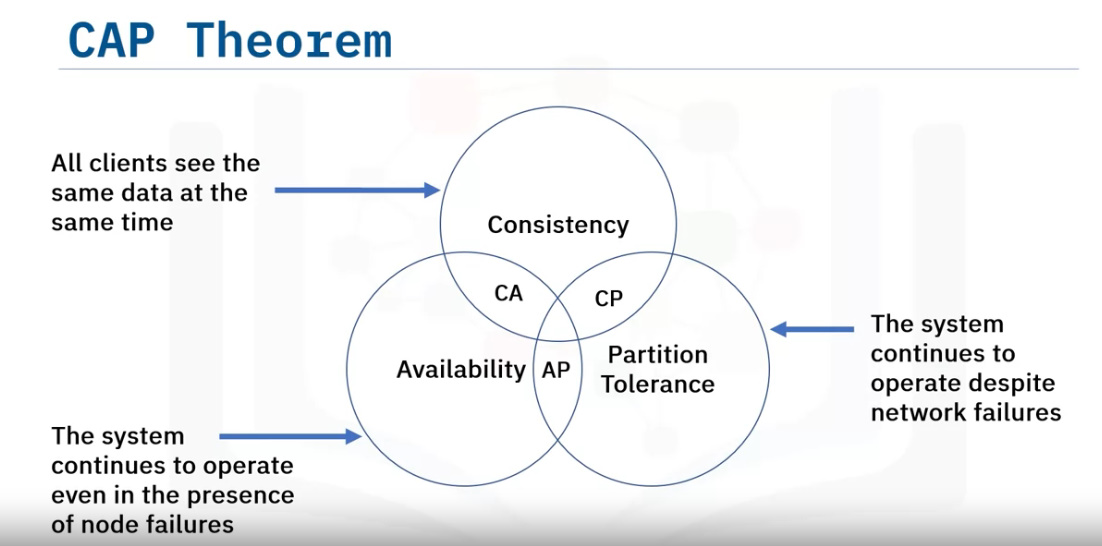 CAP Theorem
All clients see the
same data at the
same time
Consistency
CA
CP
Availability
AP
Partition
Tolerance
The system
continues to
operate despite
network failures
The system
continues to operate
even in the presence
of node failures